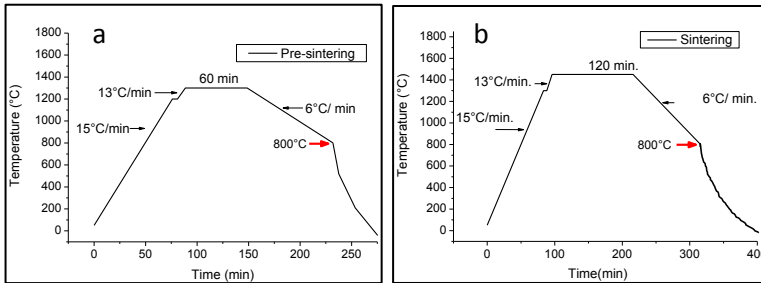 a
Pre-sintering
1800
1600
1400
1200
1000
800
600
400
200
0
Temperature (°C)
13°C/min
60 min
15°C/min
6°C/ min
800°C
0
50
100
150
200
250
Time (min)
b
Sintering
1800
1600
1400
1200
1000
800
600
400
200
0
Temperature (°C)
13°C/min.
120 min.
15°C/min.
6°C/ min.
800°C
0
100
200
300
400
Time(min)